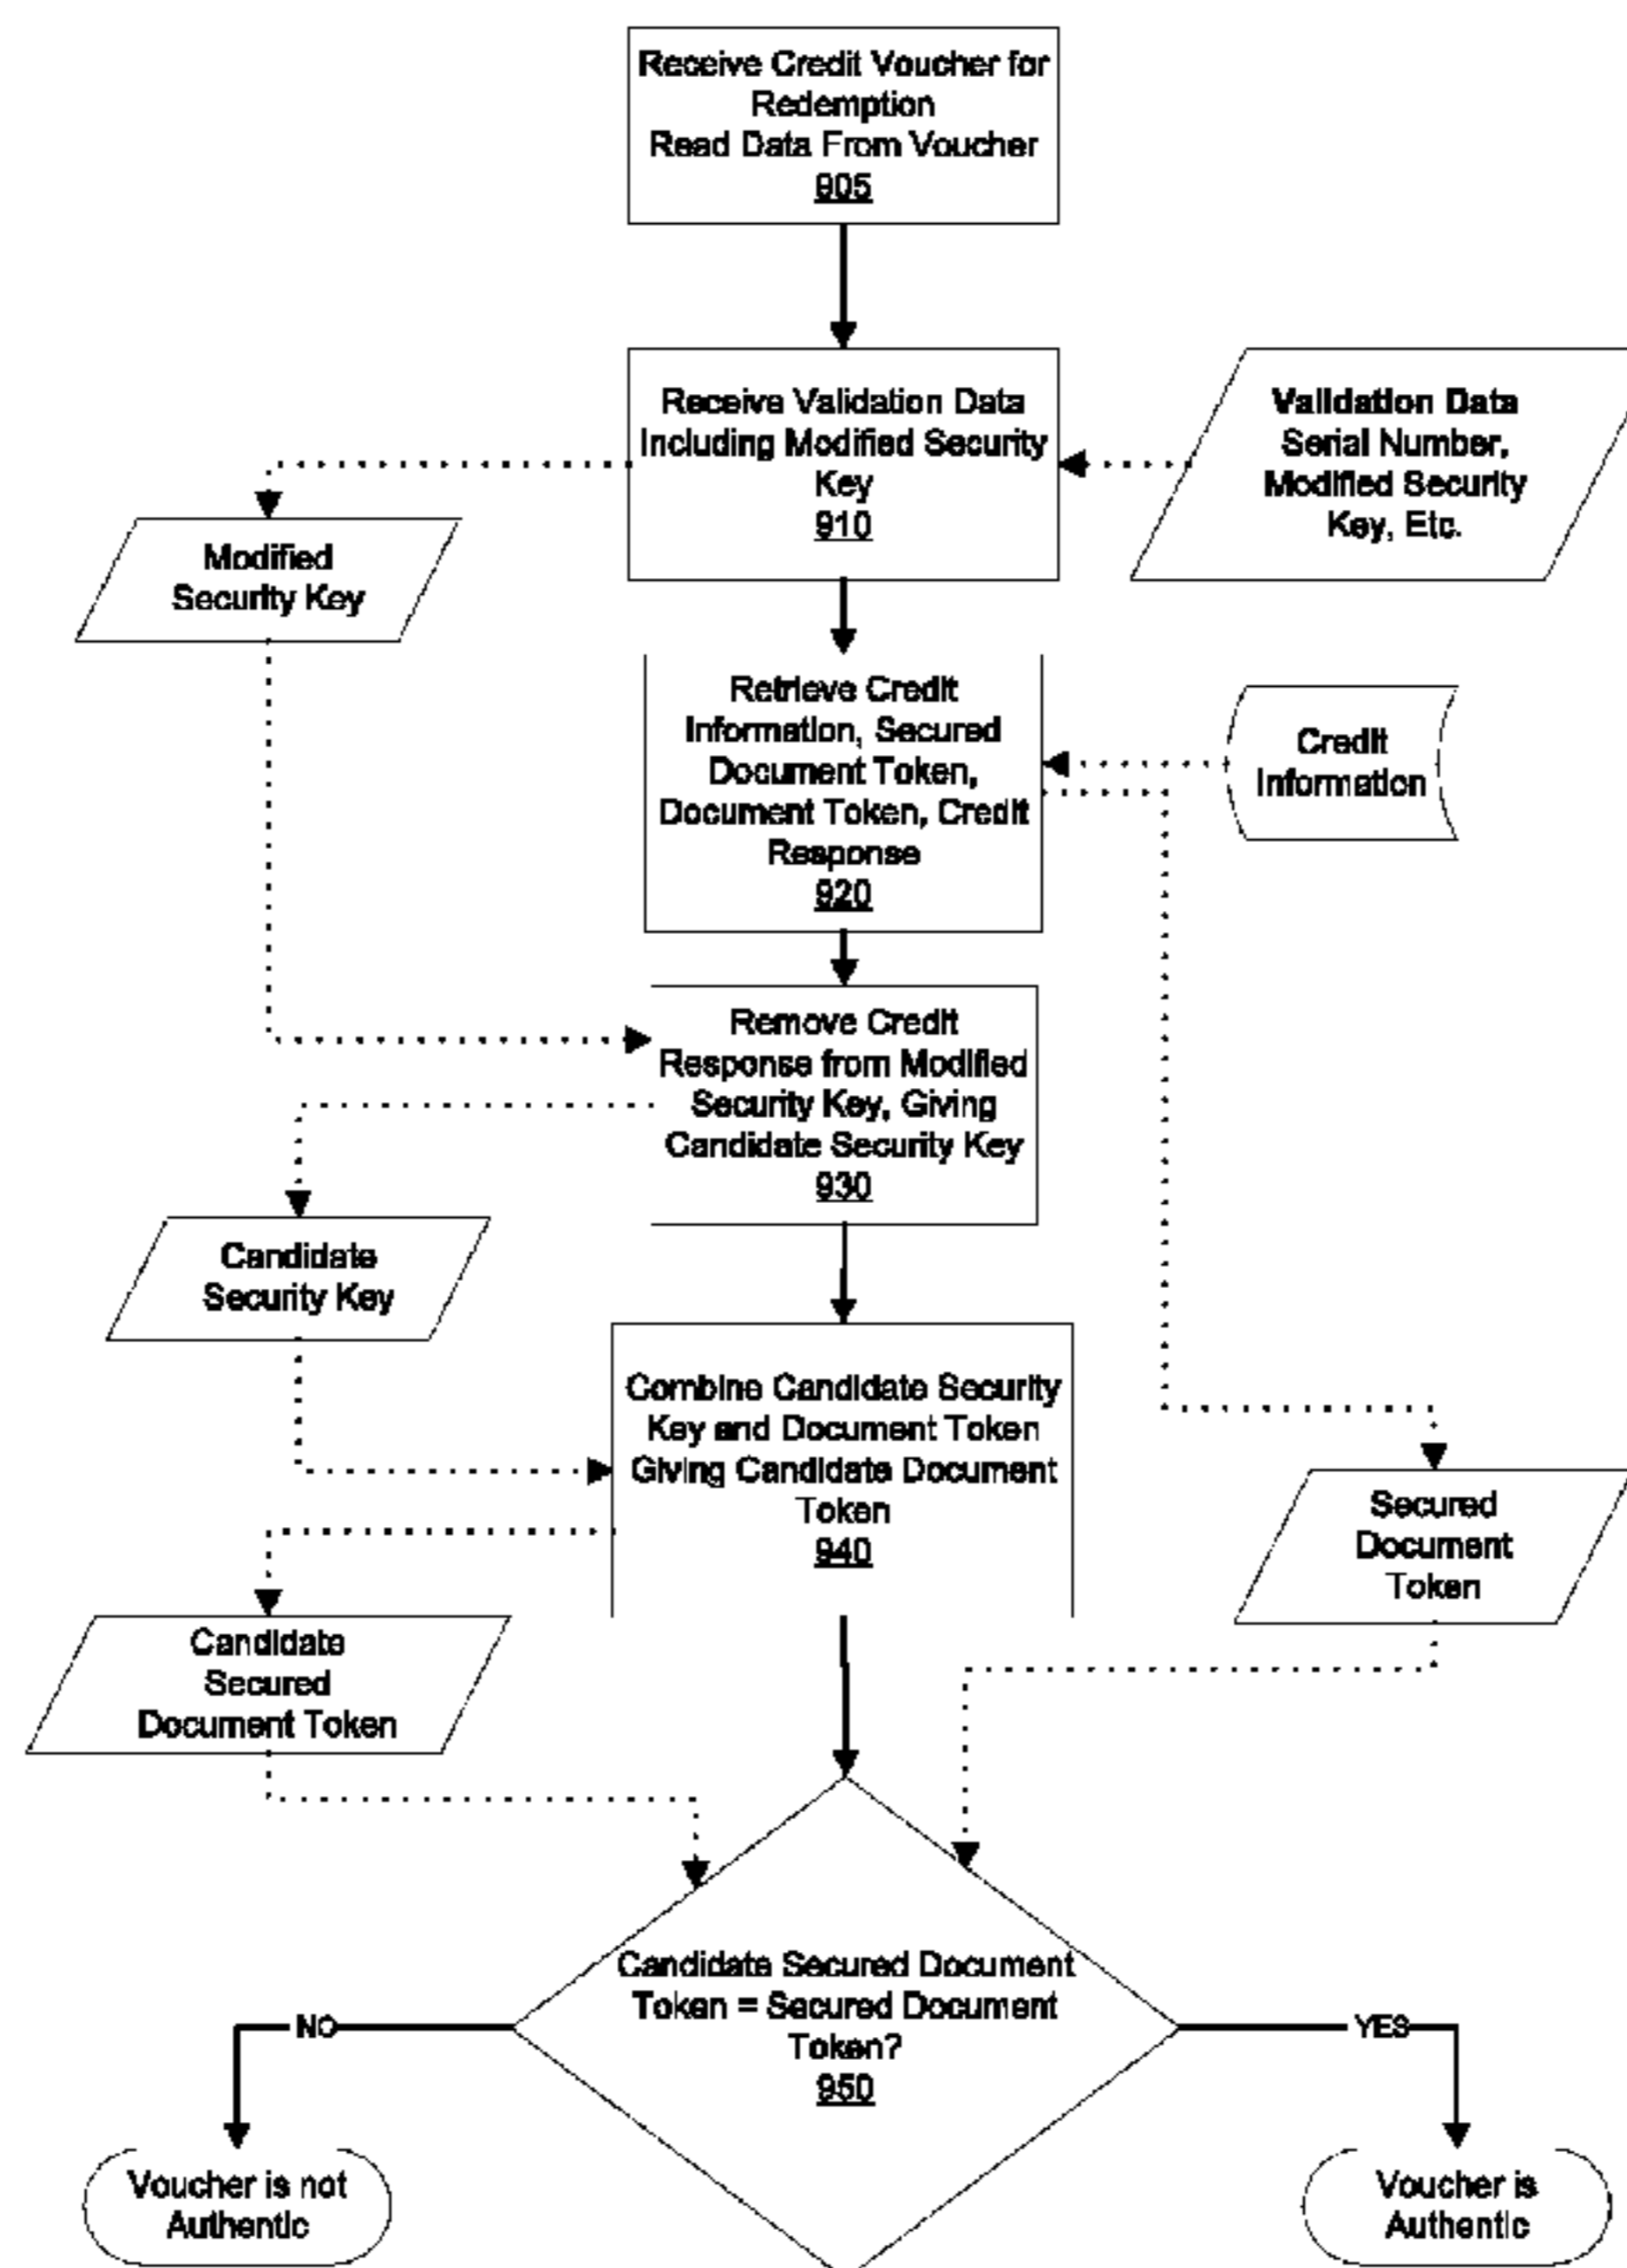 Receive Credit Voucher for
Redemption
Read Data From Voucher
905
Receive Validation Data
Including Modified Security
Key
910
Validation Data
Serial Number,
Modified Security
Key, Etc.
Modified
Security Key
Retrieve Credit
Information, Secured
Document Token,
Document Token, Credit
Response
920
Credit
Information
Remove Credit
Response from Modified
Security Key, Giving
Candidate Security Key
930
Candidate
Security Key
Combine Candidate Security
Key and Document Token
Giving Candidate Document
Token
940
Secured
Document
Token
Candidate
Secured
Document Token
Candidate Secured Document
Token = Secured Document
Token?
950
NO
YES
Voucher is not
Authentic
Voucher is
Authentic